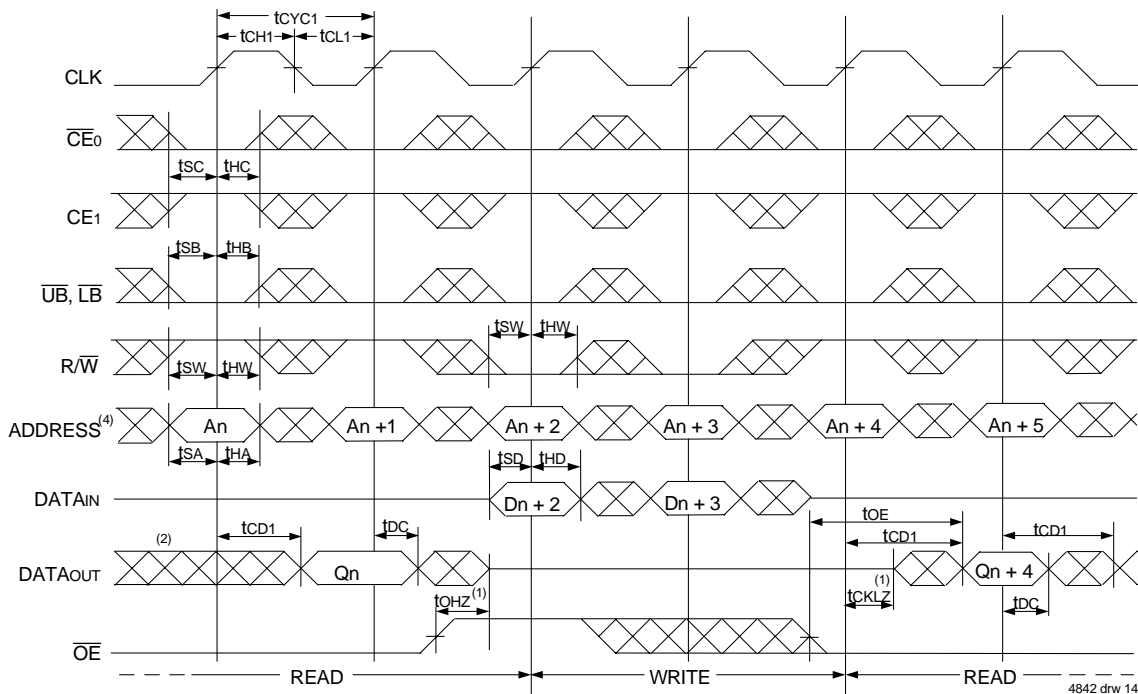 tCYC1
tCH1 tCL1
CLK
CE0
tSC tHC
CE1
tSB tHB
UB, LB
tSW tHW
R/W
tSW tHW
ADDRESS(4) An An +1 An + 2 An + 3 An + 4 An + 5
tSA tHA tSD tHD
DATAIN Dn + 2 Dn + 3
tOE
(2) tCD1 tDC tCD1 tCD1
DATAOUT Qn Qn + 4
tOHZ(1) tCKLZ(1) tDC
OE
READ WRITE READ
4842 drw 14